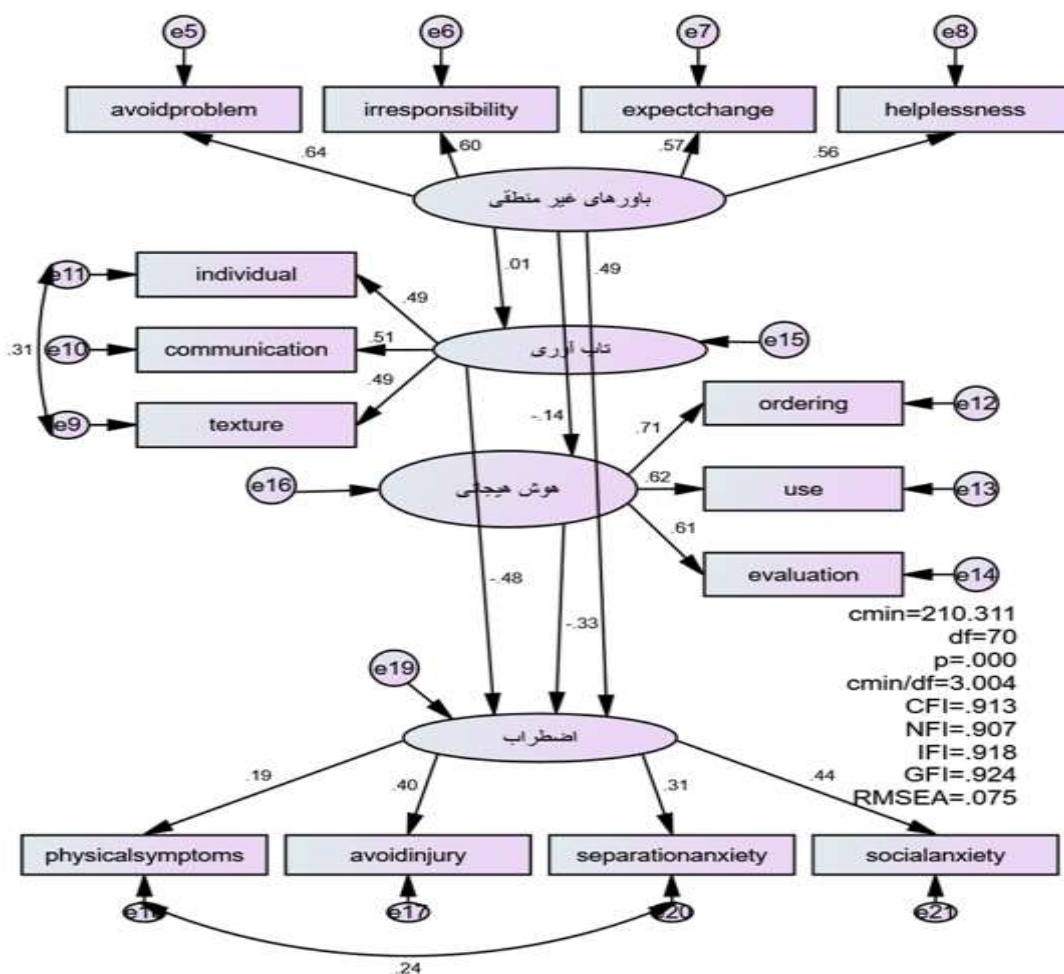 e5 e6 e7 e8
avoidproblem irresponsibility expectchange helplessness
.64 .60 .57 .56
باورهای غیر منطقی
.01 .49
e11 individual
.49
e10 communication .51 تاب آوری e15
.31
.49
e9 texture -.14 ordering e12
.71
e16 هوش هیجانی .62 use e13
.61
-.48 evaluation e14
-.33
cmin=210.311
df=70
p=.000
cmin/df=3.004
CFI=.913
NFI=.907
IFI=.918
GFI=.924
RMSEA=.075
e19
اضطراب
.19 .40 .31 .44
physicalsymptoms avoidinjury separationanxiety socialanxiety
e17 e20 e21
.24